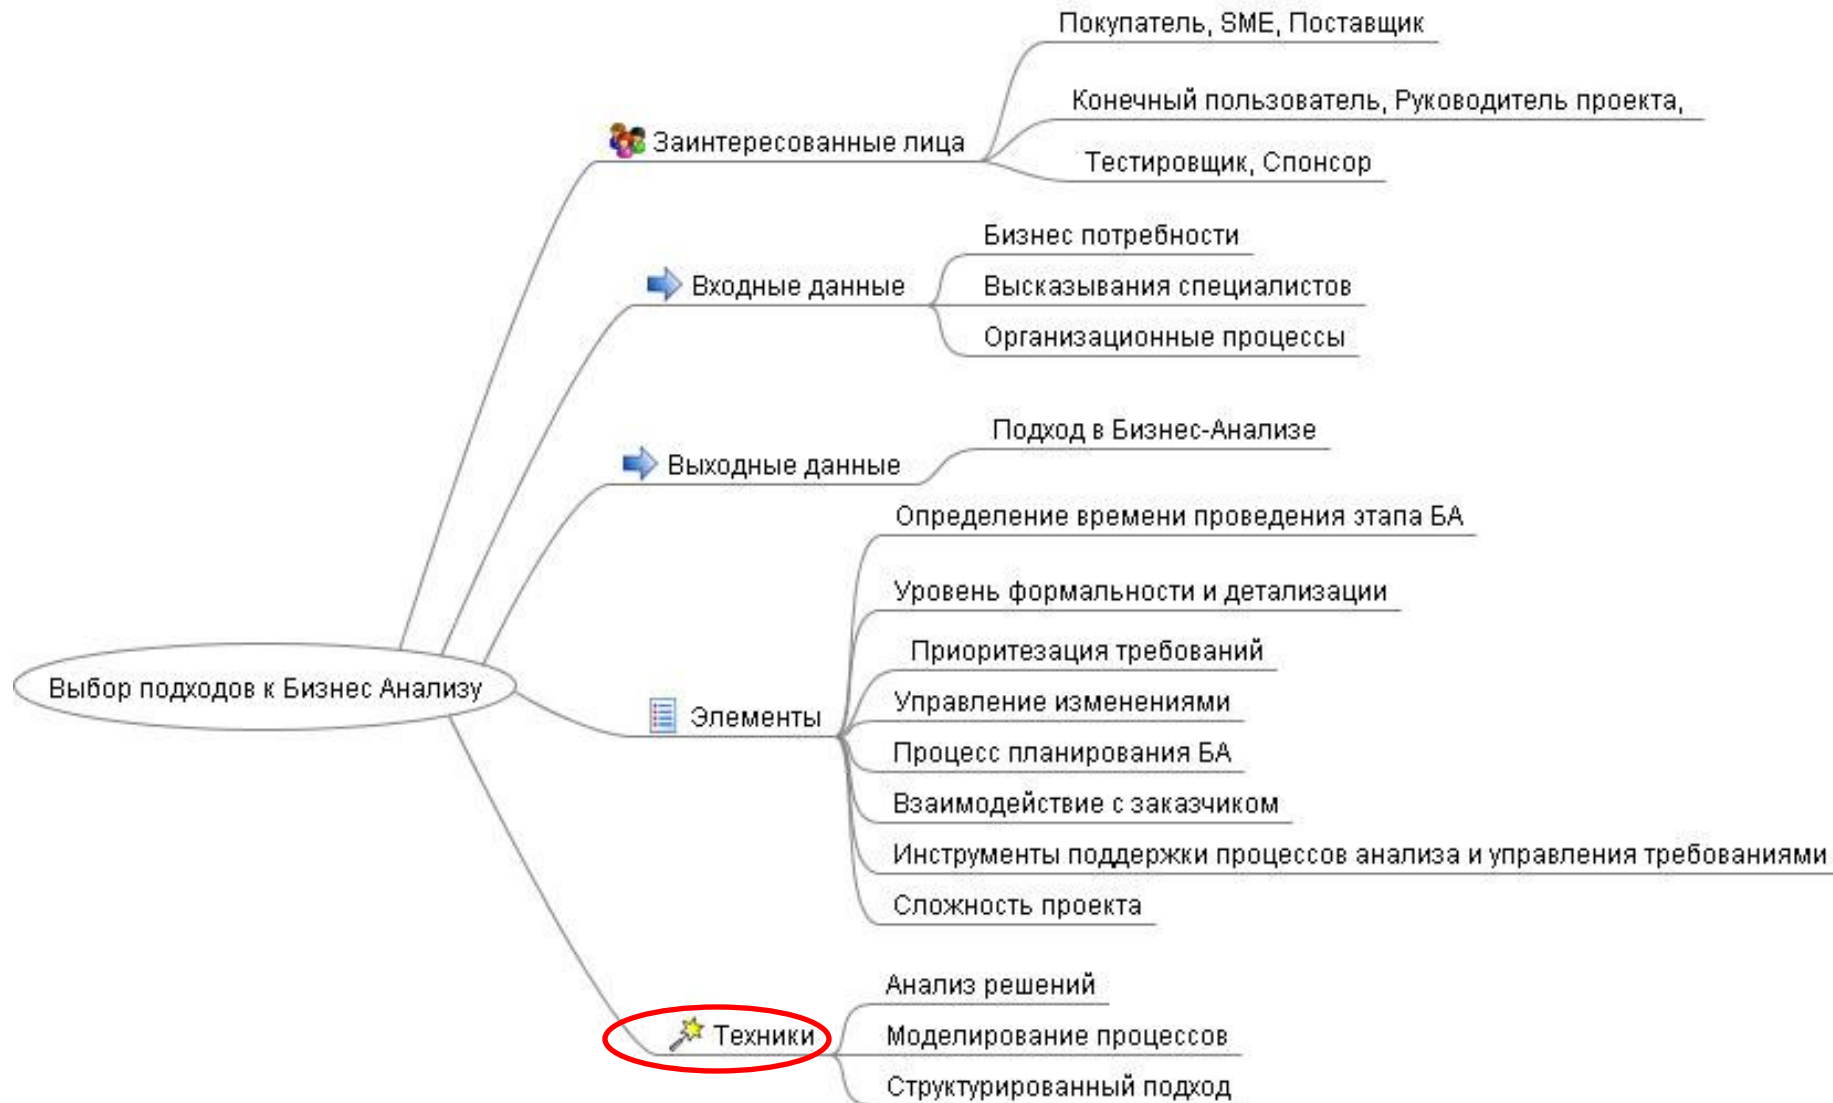 Покупатель, SME, Поставщик
Конечный пользователь, Руководитель проекта,
Заинтересованные лица
Тестировщик, Спонсор
Бизнес потребности
Входные данные
Высказывания специалистов
Организационные процессы
Подход в Бизнес-Анализе
Выходные данные
Определение времени проведения этапа БА
Уровень формальности и детализации
Приоритезация требований
Выбор подходов к Бизнес Анализу
Управление изменениями
Элементы
Процесс планирования БА
Взаимодействие с заказчиком
Инструменты поддержки процессов анализа и управления требованиями
Сложность проекта
Анализ решений
Техники
Моделирование процессов
Структурированный подход